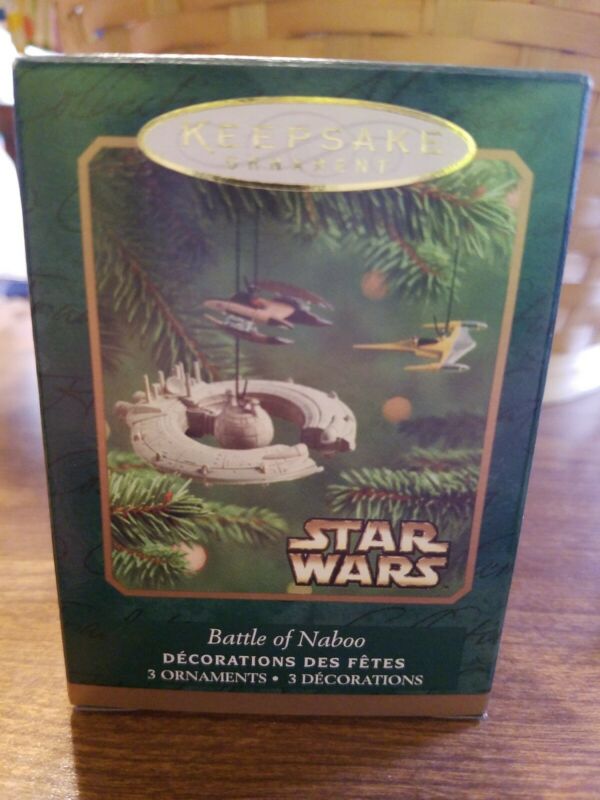 KEEPSAKE
ORNAMENT
STAR
WARS
Battle of Naboo
DÉCORATIONS DES FÊTES
3 ORNAMENTS • 3 DÉCORATIONS